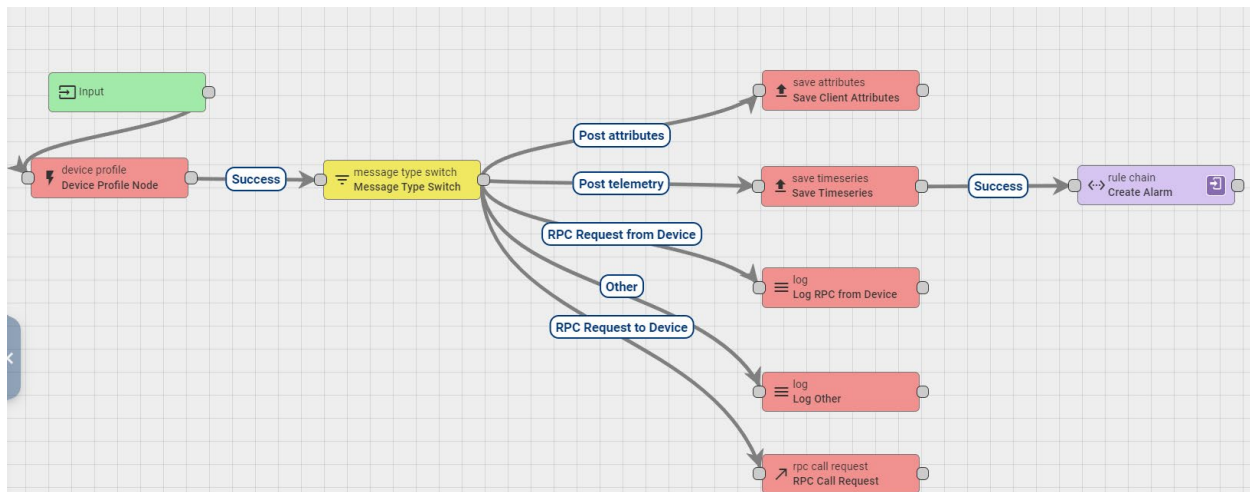 Input
device profile
Device Profile Node
Success
message type switch
Message Type Switch
Post attributes
Post telemetry
RPC Request from Device
Other
RPC Request to Device
save attributes
Save Client Attributes
save timeseries
Save Timeseries
Success
rule chain
Create Alarm
log
Log RPC from Device
log
Log Other
rpc call request
RPC Call Request